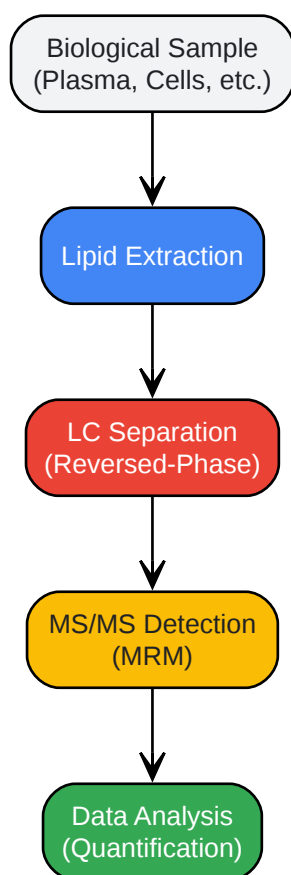 Biological Sample
(Plasma, Cells, etc.)
Lipid Extraction
LC Separation
(Reversed-Phase)
MS/MS Detection
(MRM)
Data Analysis
(Quantification)